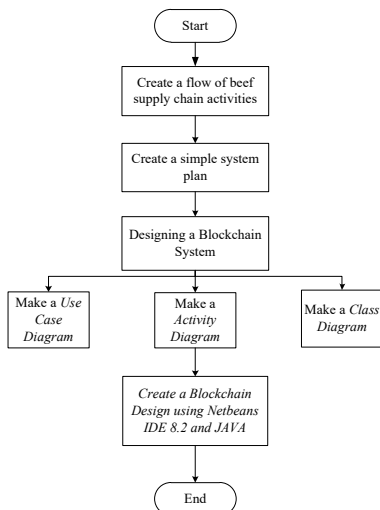 Start
Create a flow of beef
supply chain activities
Create a simple system
plan
Designing a Blockchain
System
Make a Use
Case
Diagram
Make a
Activity
Diagram
Make a Class
Diagram
Create a Blockchain
Design using Netbeans
IDE 8.2 and JAVA
End